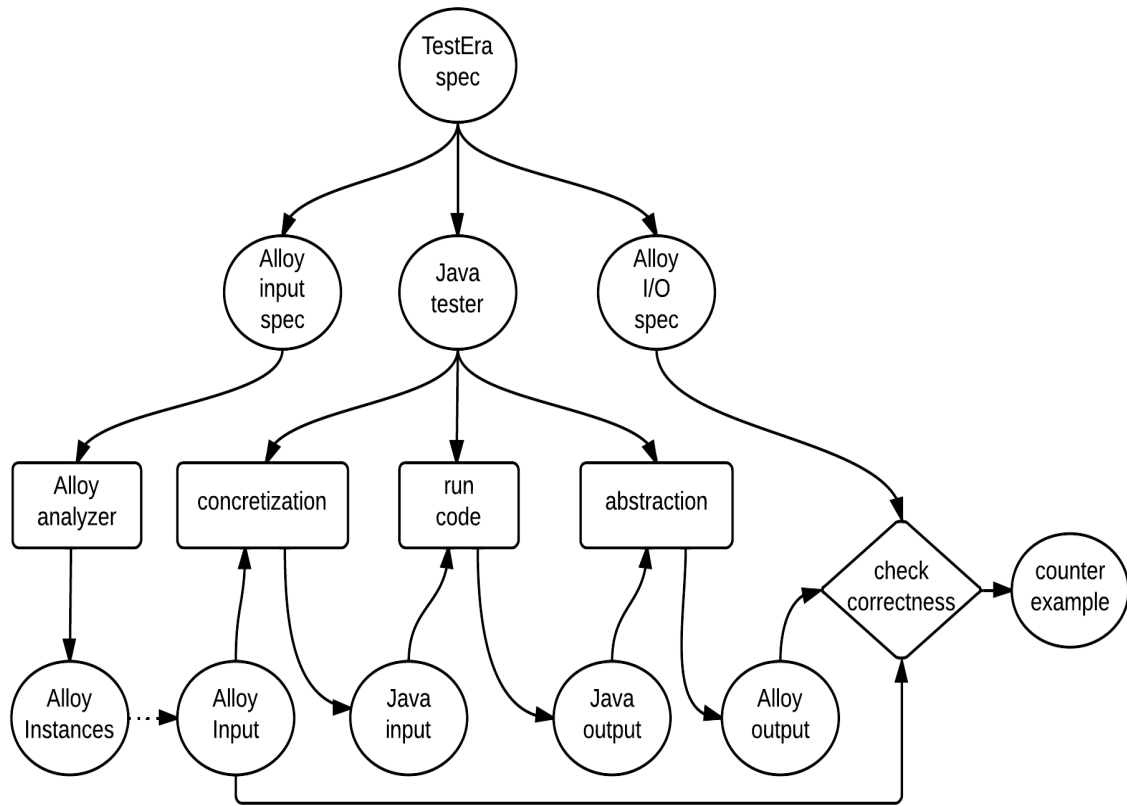 TestEra
spec
Alloy
input
spec
Java
tester
Alloy
I/O
spec
Alloy
analyzer
concretization
run
code
abstraction
check
correctness
counter
example
Alloy
Instances
Alloy
Input
Java
input
Java
output
Alloy
output